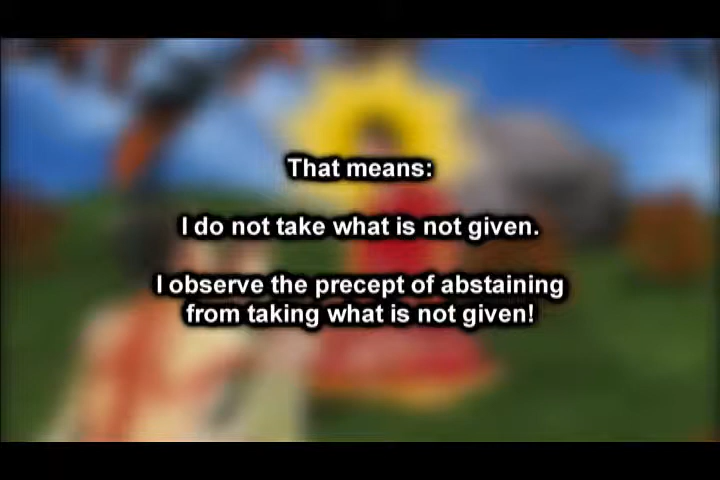 That means:
I do not take what is not given.
I observe the precept of abstaining
from taking what is not given!